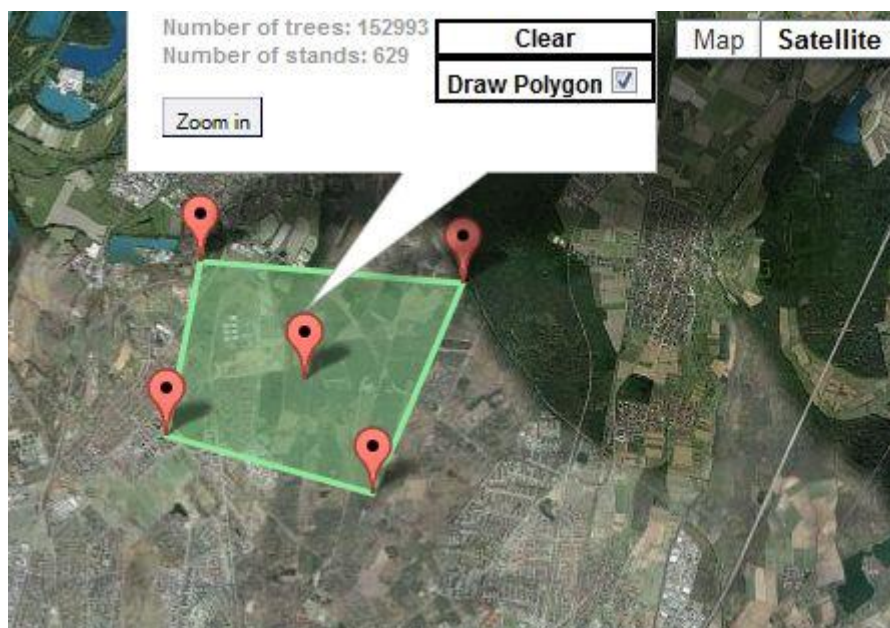 Number of trees: 152993
Number of stands: 629
Zoom in
Clear
Draw Polygon
Map
Satellite